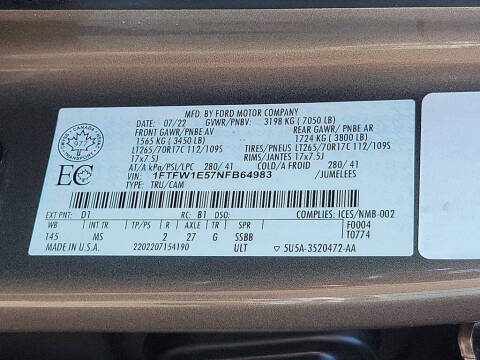 MFD. BY FORD MOTOR COMPANY
DATE: 07/22 GVWR/PNBV: 3198 KG ( 7050 LB)
FRONT GAWR/PNBE AV REAR GAWR/ PNBE AR
1565 KG ( 3450 LB) 1724 KG ( 3800 LB)
LT265/70R17C 112/109S TIRES/PNEUS LT265/70R17C 112/109S
17x7.5J RIMS/JANTES 17x7.5J
AT/A kPa/PSI/LPC 280/ 41 COLD/A FROID 280/ 41
1FTFW1E57NFB64983 /JUMELEES
TYPE: TRU/CAM
EC
EXT PNT: D1 RC: B1 DSO: COMPLIES: ICES/NMB-002
WB INT TR TP/PS R AXLE TR SPR F0004
145 MS 2 27 G SSBB T0774
MADE IN U.S.A. 2202207154190 ULT 5U5A-3520472-AA